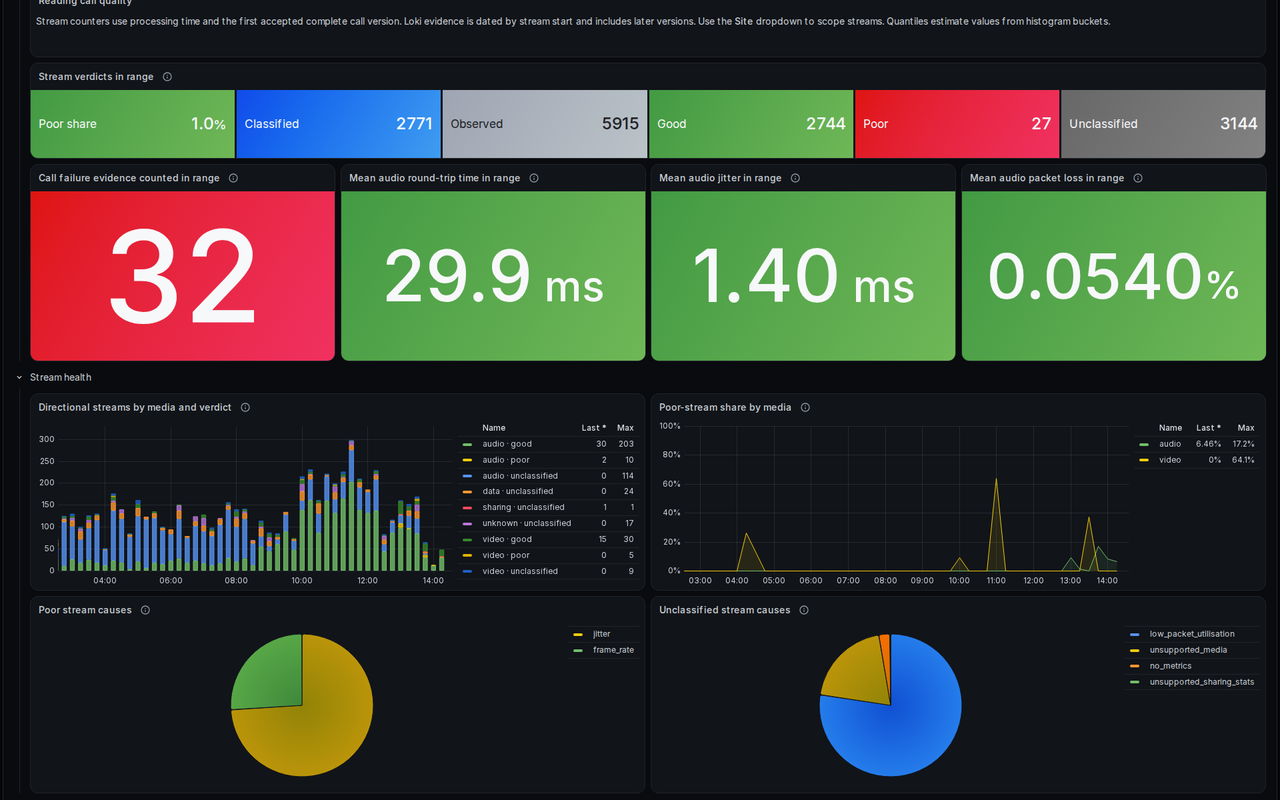 Reading call quality
Stream counters use processing time and the first accepted complete call version. Loki evidence is dated by stream start and includes later versions. Use the Site dropdown to scope streams. Quantiles estimate values from histogram buckets.
Stream verdicts in range
Poor share 1.0%
Classified 2771
Observed 5915
Good 2744
Poor 27
Unclassified 3144
Call failure evidence counted in range
32
Mean audio round-trip time in range
29.9 ms
Mean audio jitter in range
1.40 ms
Mean audio packet loss in range
0.0540%
Stream health
Directional streams by media and verdict
300
250
200
150
100
50
0
04:00 06:00 08:00 10:00 12:00 14:00
Name Last * Max
audio · good 30 203
audio · poor 2 10
audio · unclassified 0 114
data · unclassified 0 24
sharing · unclassified 1 1
unknown · unclassified 0 17
video · good 15 30
video · poor 0 5
video · unclassified 0 9
Poor-stream share by media
100%
80%
60%
40%
20%
0%
03:00 04:00 05:00 06:00 07:00 08:00 09:00 10:00 11:00 12:00 13:00 14:00
Name Last * Max
audio 6.46% 17.2%
video 0% 64.1%
Poor stream causes
jitter
frame_rate
Unclassified stream causes
low_packet_utilisation
unsupported_media
no_metrics
unsupported_sharing_stats